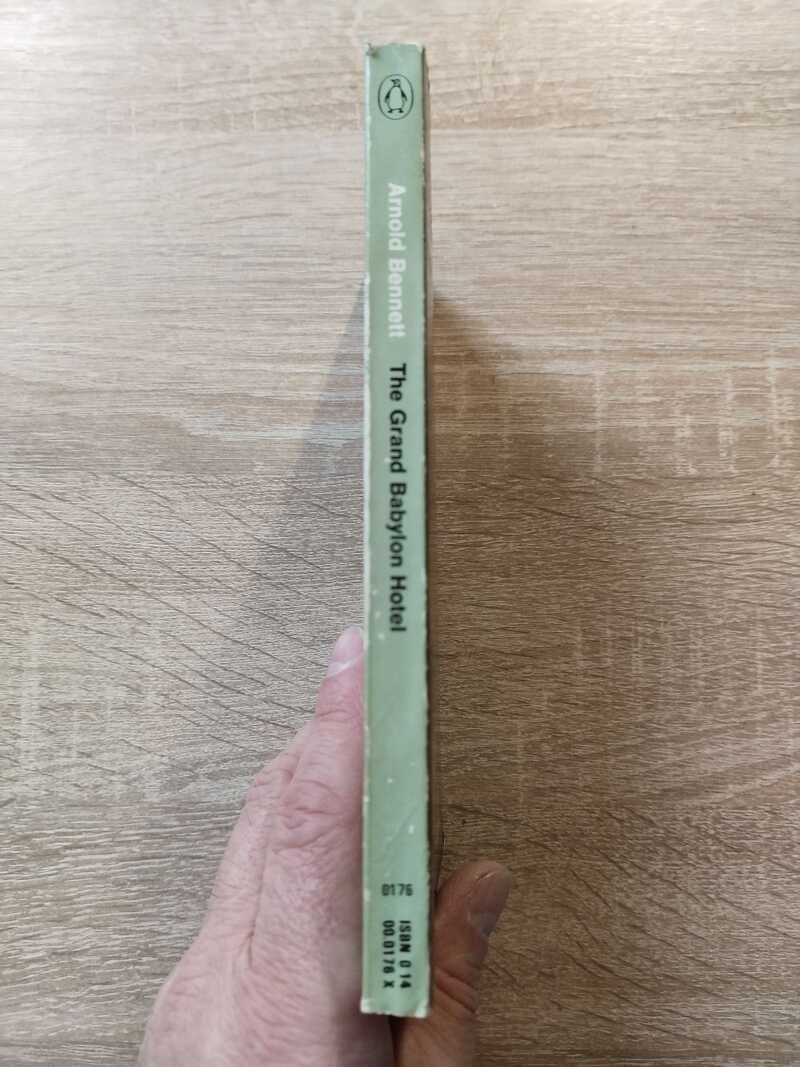 Arnold Bennett The Grand Babylon Hotel
0176
ISBN 0 14
00.0176 X